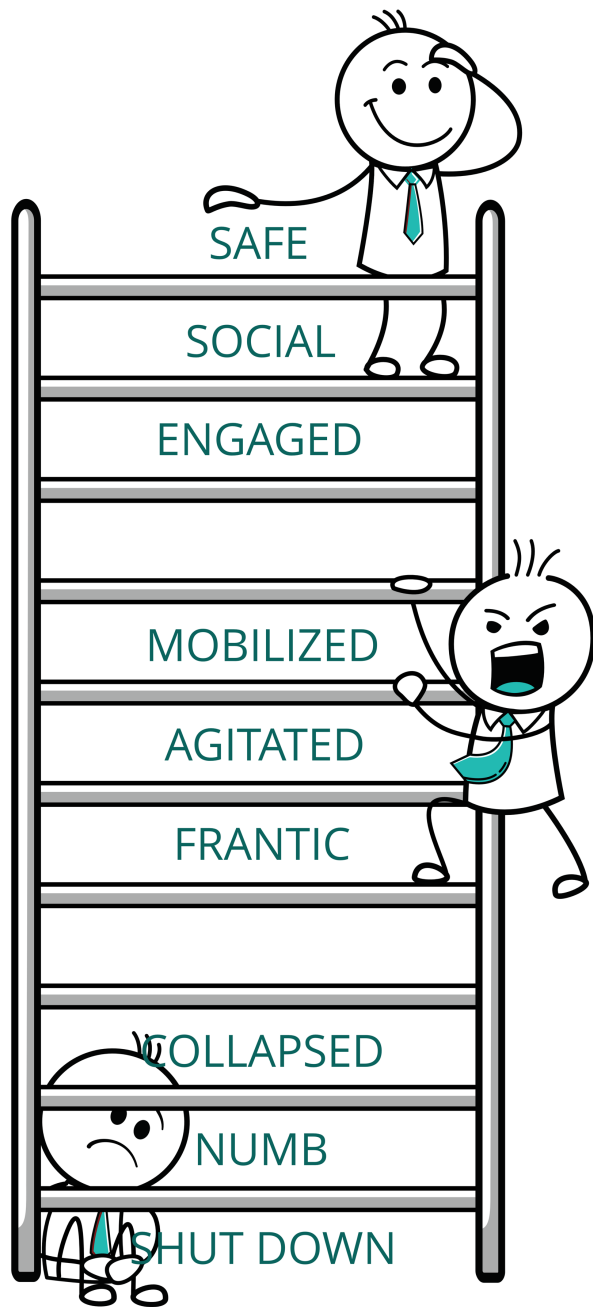 SAFE
SOCIAL
ENGAGED
MOBILIZED
AGITATED
FRANTIC
COLLAPSED
NUMB
SHUT DOWN